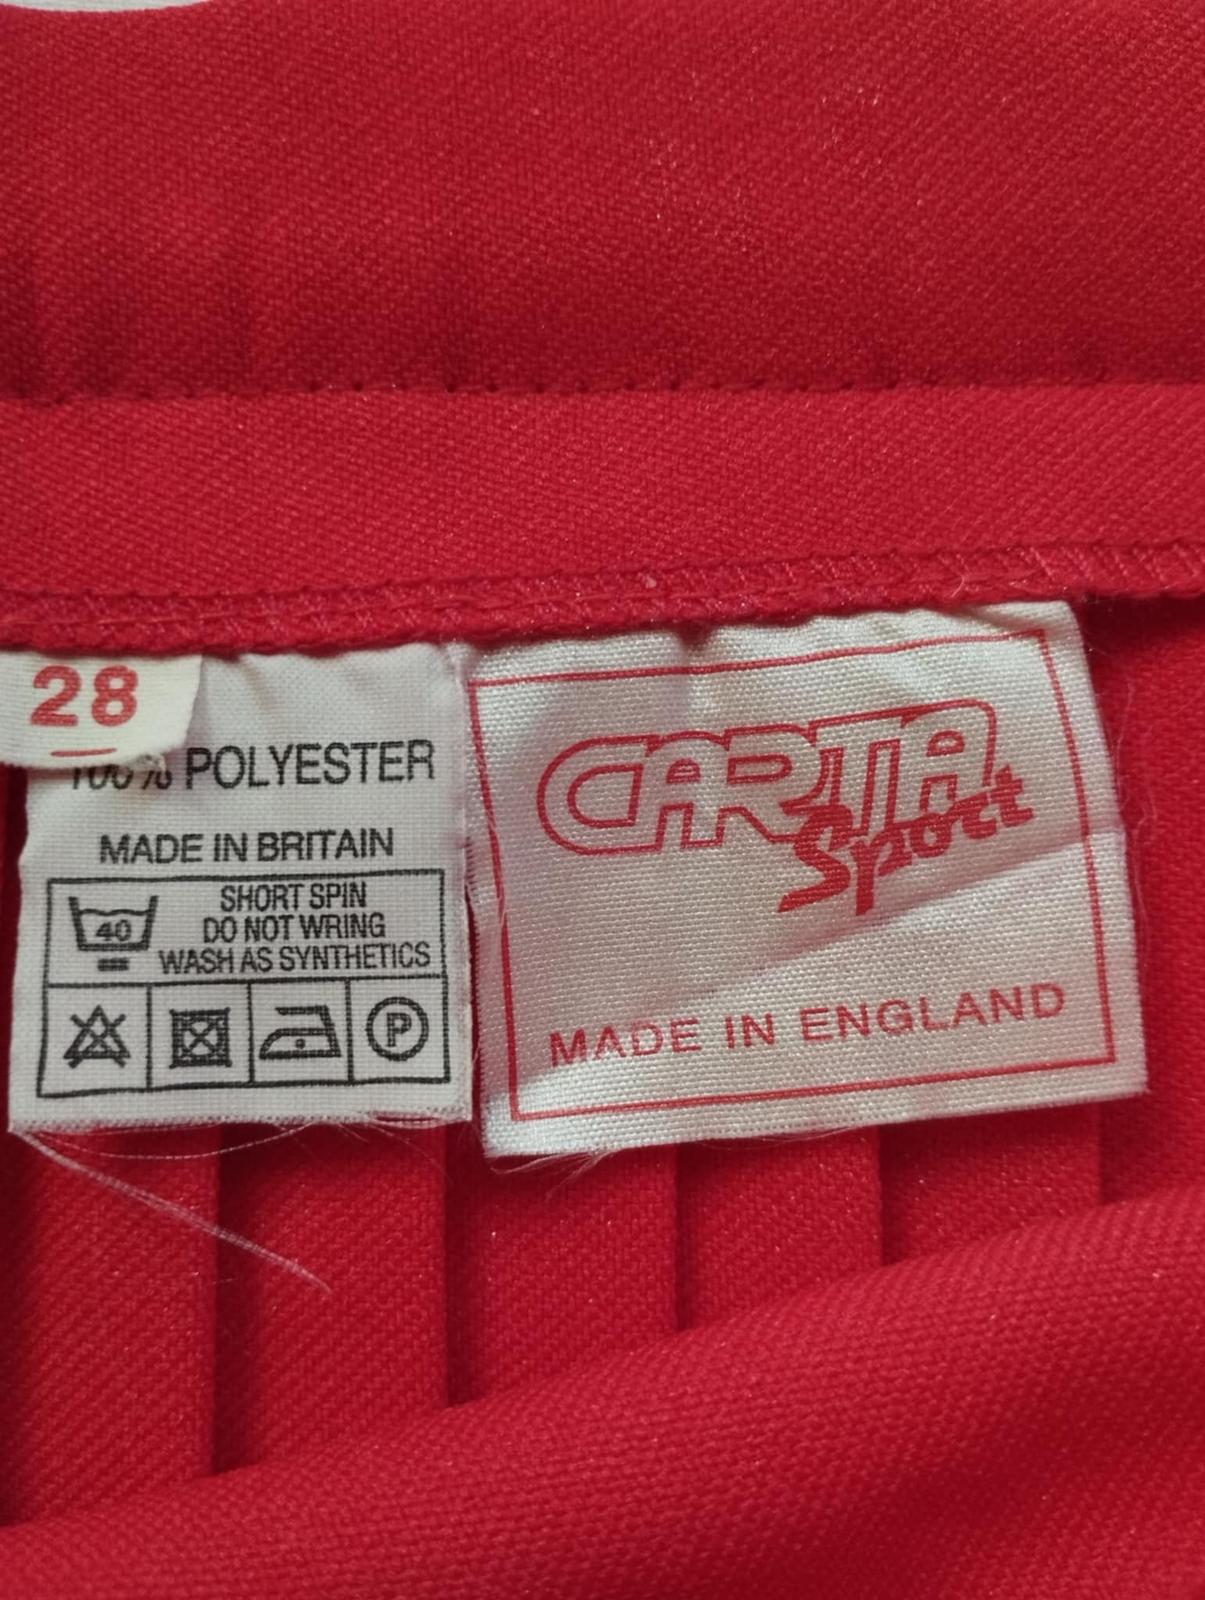 28
100% POLYESTER
MADE IN BRITAIN
40
SHORT SPIN
DO NOT WRING
WASH AS SYNTHETICS
P
CARTA
Sport
MADE IN ENGLAND